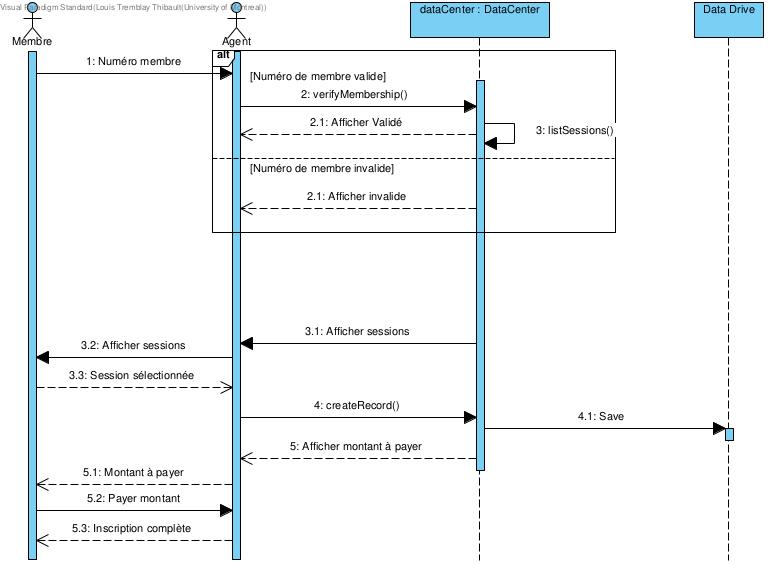 Visual Paradigm Standard(Louis Tremblay Thibault(University of Montreal))
dataCenter : DataCenter
Data Drive
Membre
Agent
alt
1: Numéro membre
[Numéro de membre valide]
2: verifyMembership()
2.1: Afficher Validé
3: listSessions()
[Numéro de membre invalide]
2.1: Afficher invalide
3.1: Afficher sessions
3.2: Afficher sessions
3.3: Session sélectionnée
4: createRecord()
4.1: Save
5: Afficher montant à payer
5.1: Montant à payer
5.2: Payer montant
5.3: Inscription complète